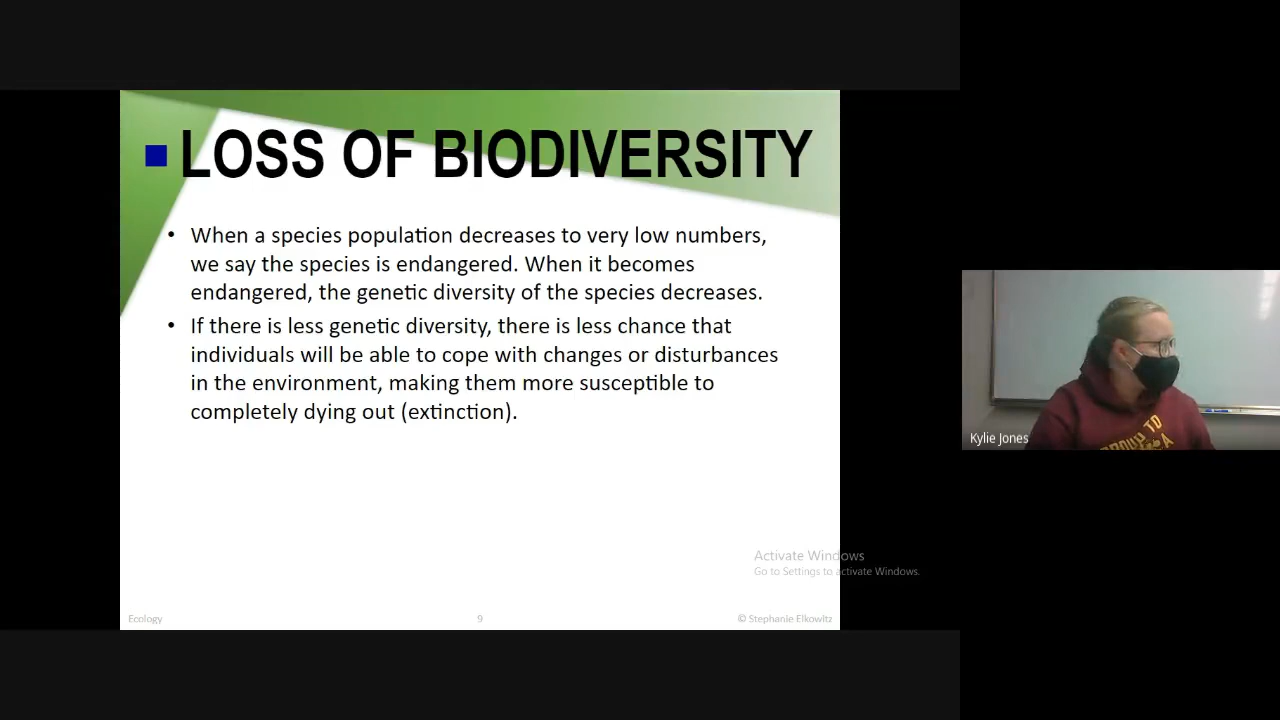 LOSS OF BIODIVERSITY
• When a species population decreases to very low numbers,
we say the species is endangered. When it becomes
endangered, the genetic diversity of the species decreases.
• If there is less genetic diversity, there is less chance that
individuals will be able to cope with changes or disturbances
in the environment, making them more susceptible to
completely dying out (extinction).
Kylie Jones
TO
Activate Windows
Go to Settings to activate Windows.
Ecology
9
© Stephanie Elkowitz